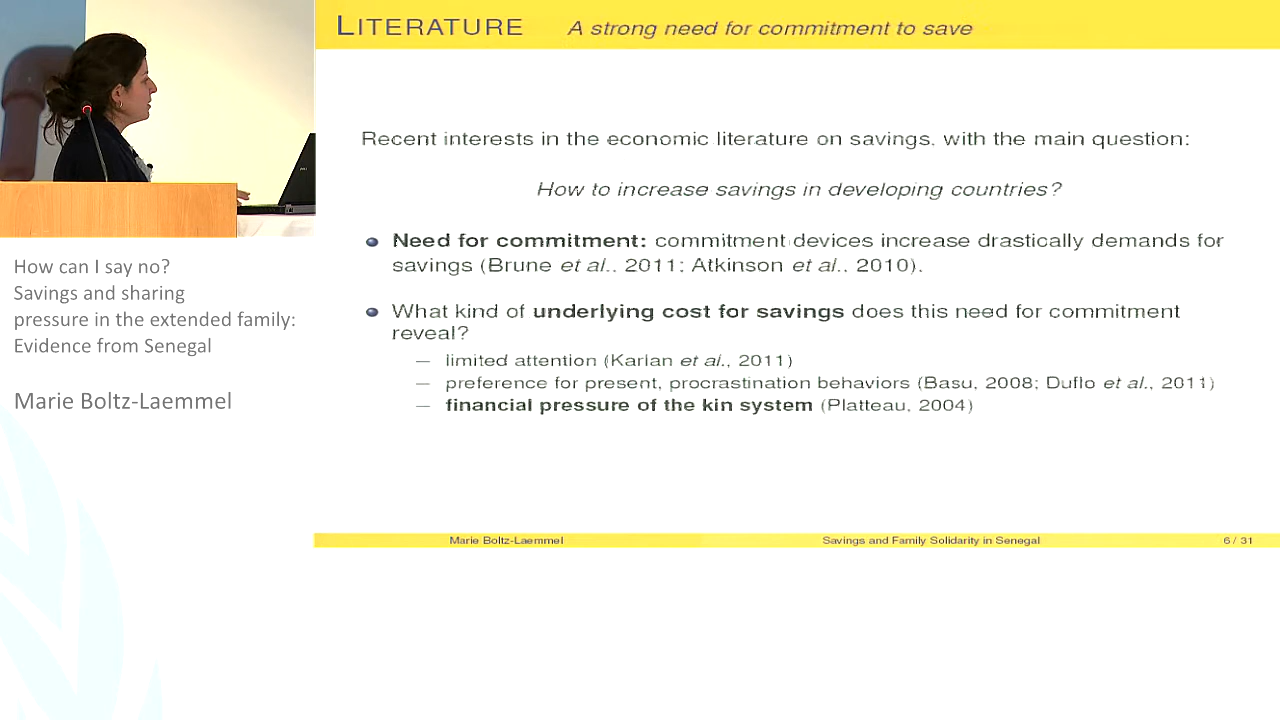 LITERATURE A strong need for commitment to save
Recent interests in the economic literature on savings, with the main question:
How to increase savings in developing countries?
Need for commitment: commitment devices increase drastically demands for
savings (Brune et al., 2011; Atkinson et al., 2010).
What kind of underlying cost for savings does this need for commitment
reveal?
— limited attention (Karlan et al., 2011)
— preference for present, procrastination behaviors (Basu, 2008; Duflo et al., 2011)
— financial pressure of the kin system (Platteau, 2004)
Marie Boltz-Laemmel Savings and Family Solidarity in Senegal 6 / 31
How can I say no?
Savings and sharing
pressure in the extended family:
Evidence from Senegal
Marie Boltz-Laemmel